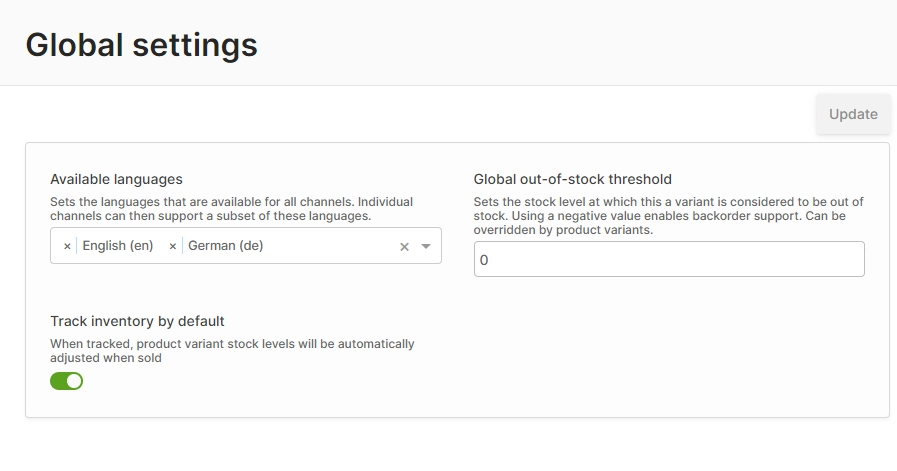 Global settings
Update
Available languages
Sets the languages that are available for all channels. Individual
channels can then support a subset of these languages.
× English (en) × German (de) ×
Global out-of-stock threshold
Sets the stock level at which this a variant is considered to be out of
stock. Using a negative value enables backorder support. Can be
overridden by product variants.
0
Track inventory by default
When tracked, product variant stock levels will be automatically
adjusted when sold